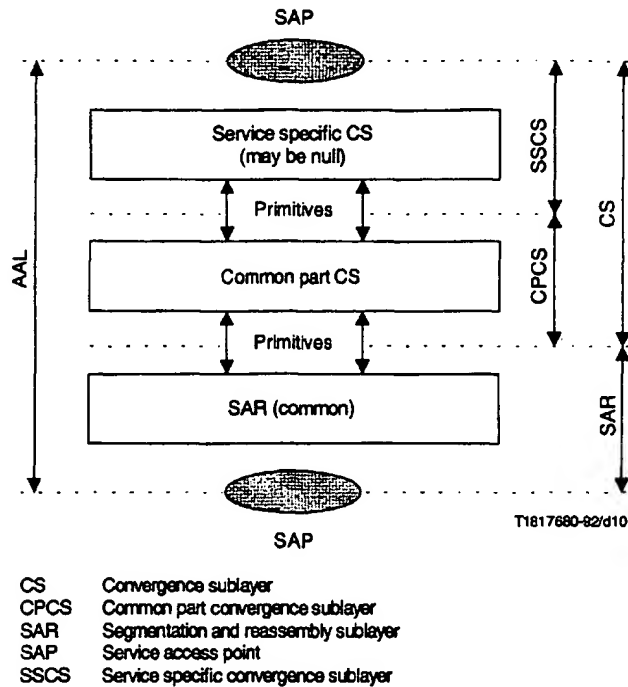 SAP
Service specific CS
(may be null)
SSCS
Primitives
CS
AAL
Common part CS
CPCS
Primitives
SAR (common)
SAR
T1817680-92/d10
SAP
CS Convergence sublayer
CPCS Common part convergence sublayer
SAR Segmentation and reassembly sublayer
SAP Service access point
SSCS Service specific convergence sublayer